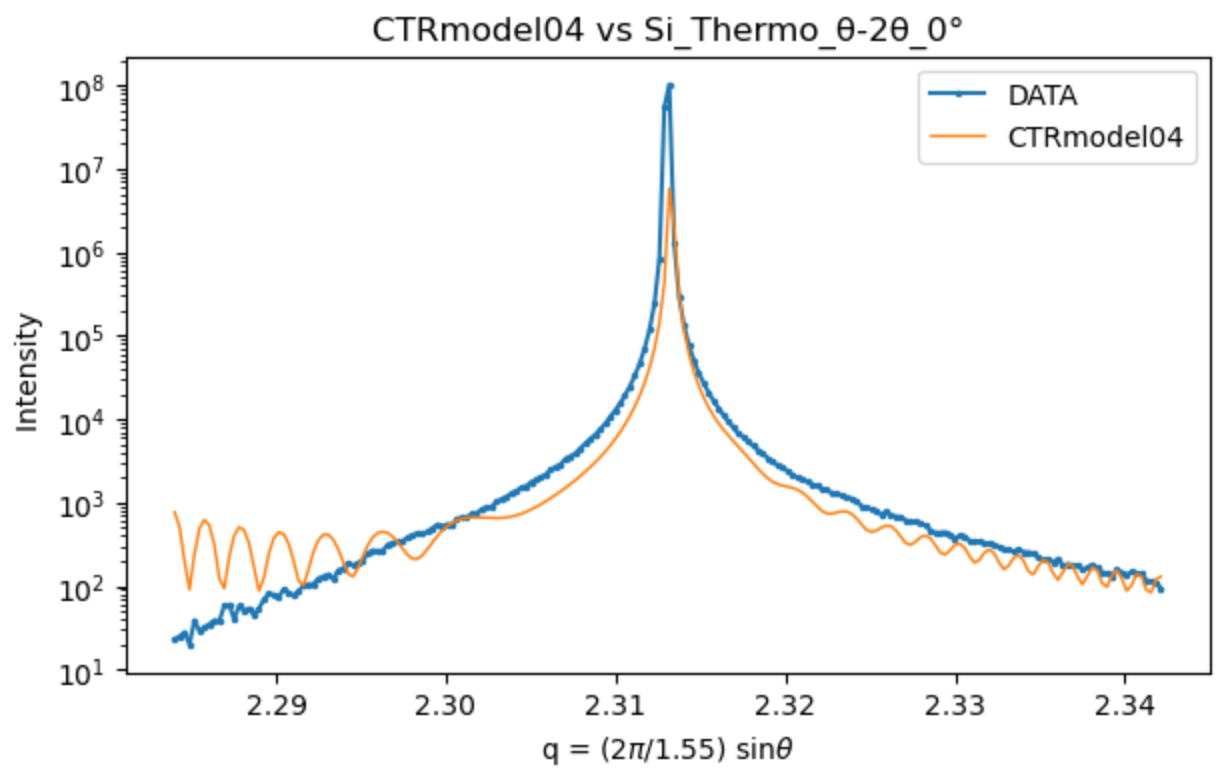 CTRmodel04 vs Si_Thermo_θ-2θ_0°
DATA
CTRmodel04
Intensity
10⁸
10⁷
10⁶
10⁵
10⁴
10³
10²
10¹
2.29 2.30 2.31 2.32 2.33 2.34
q = (2π/1.55) sinθ